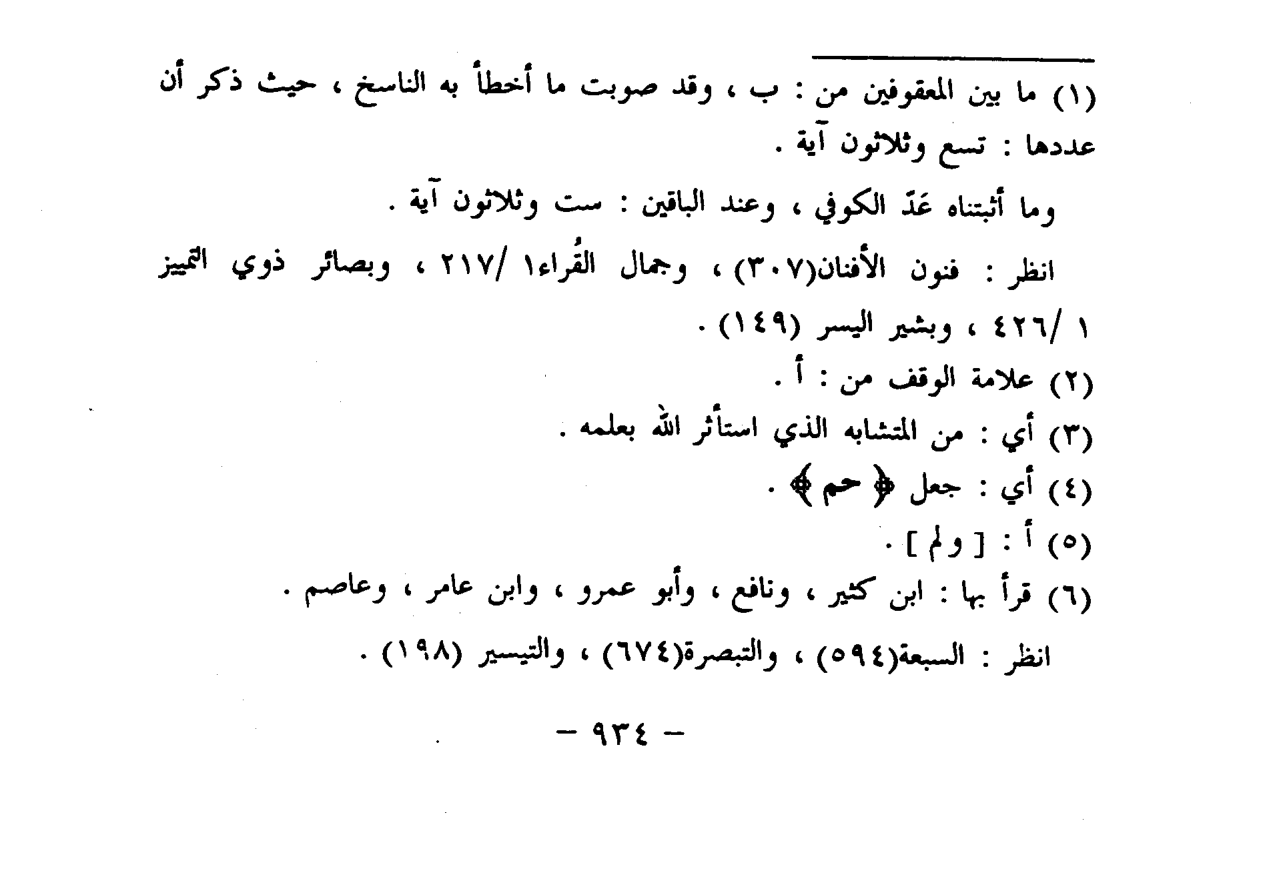 (١) ما بين المعقوفين من : ب ، وقد صوبت ما أخطأ به الناسخ ، حيث ذكر أن
عددها : تسع وثلاثون آية .
وما أثبتناه عَدّ الكوفي ، وعند الباقين : ست وثلاثون آية .
انظر : فنون الأفنان(٣٠٧) ، وجمال القُراء١ /٢١٧ ، وبصائر ذوي التمييز
١ /٤٢٦ ، وبشير اليسر (١٤٩) .
(٢) علامة الوقف من : أ .
(٣) أي : من المتشابه الذي استأثر الله بعلمه .
(٤) أي : جعل ﴿ حم ﴾ .
(٥) أ : [ ولم ] .
(٦) قرأ بها : ابن كثير ، ونافع ، وأبو عمرو ، وابن عامر ، وعاصم .
انظر : السبعة(٥٩٤) ، والتبصرة(٦٧٤) ، والتيسير (١٩٨) .
– ٩٣٤ –